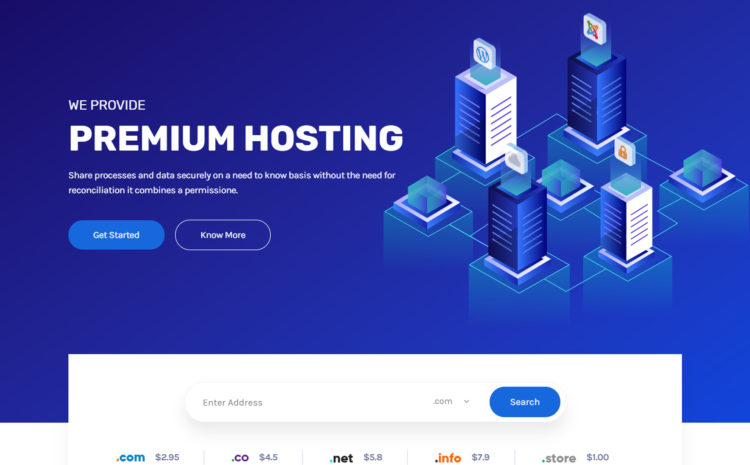 WE PROVIDE
PREMIUM HOSTING
Share processes and data securely on a need to know basis without the need for
reconciliation it combines a permissione.
Get Started Know More
Enter Address .com Search
.com $2.95 .co $4.5 .net $5.8 .info $7.9 .store $1.00